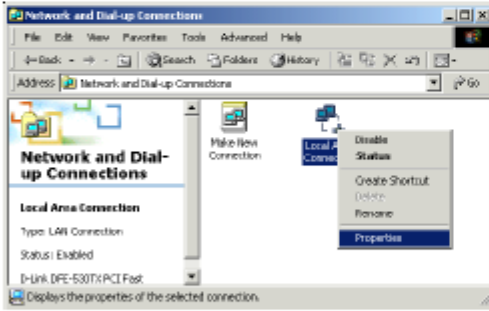 Network and Dial-up Connections
File Edit View Favorites Tools Advanced Help
Back Search Folders History
Address Network and Dial-up Connections Go
Network and Dial-
up Connections
Local Area Connection
Type: LAN Connection
Status: Enabled
D-Link DFE-530TX PCI Fast
Make New
Connection
Local A
Connec
Disable
Status
Create Shortcut
Delete
Rename
Properties
Displays the properties of the selected connection.